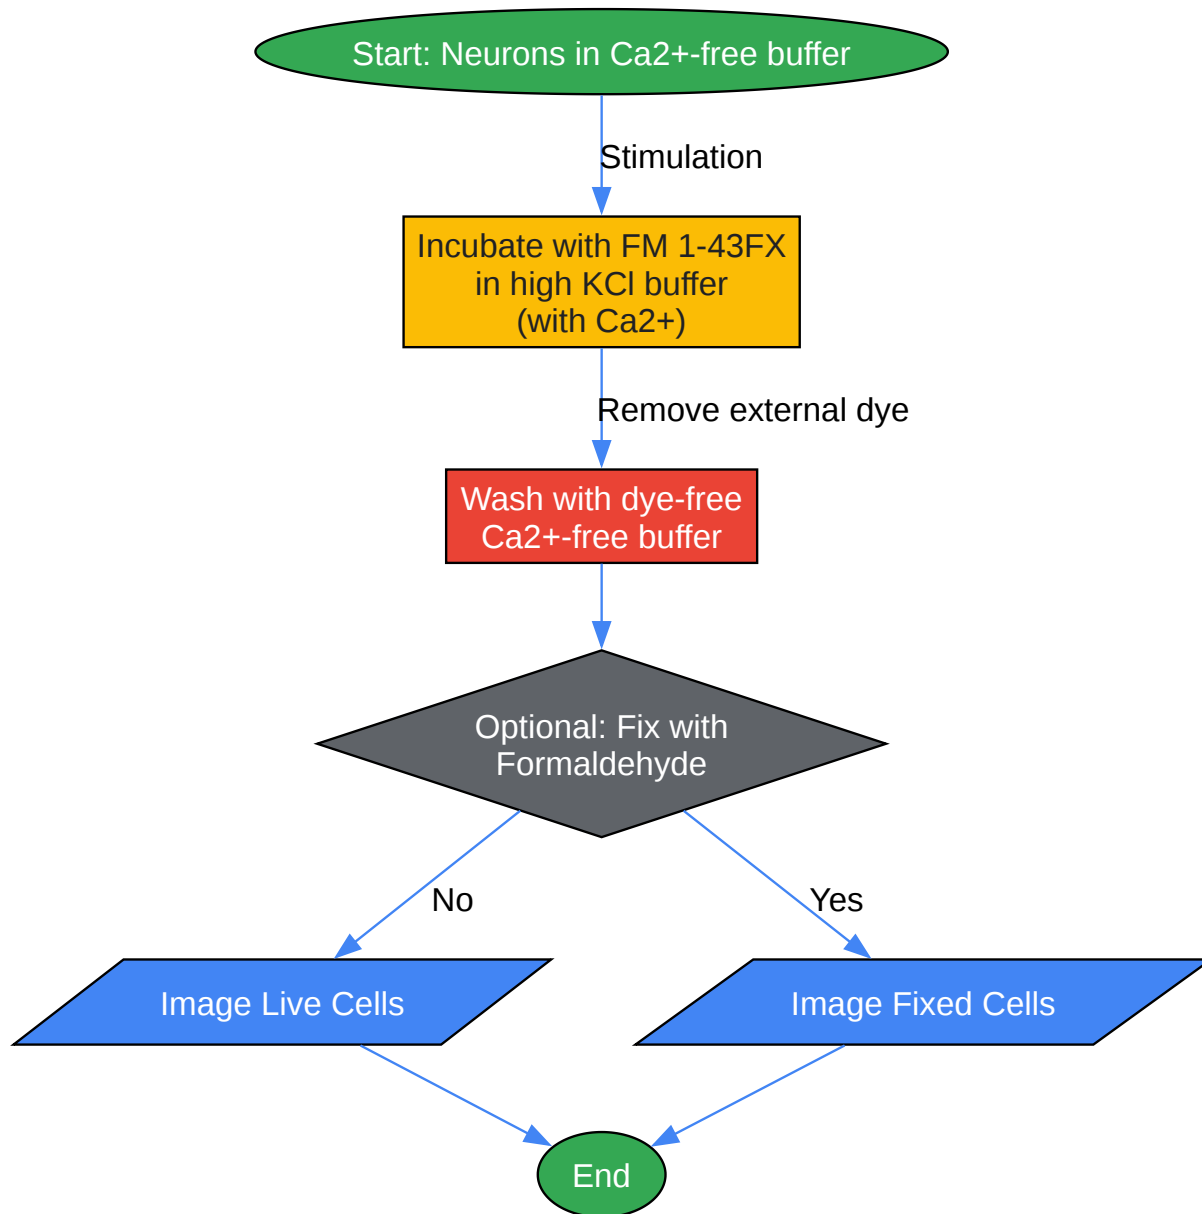 Start: Neurons in Ca2+-free buffer
Stimulation
Incubate with FM 1-43FX
in high KCl buffer
(with Ca2+)
Remove external dye
Wash with dye-free
Ca2+-free buffer
Optional: Fix with
Formaldehyde
No
Yes
Image Live Cells
Image Fixed Cells
End